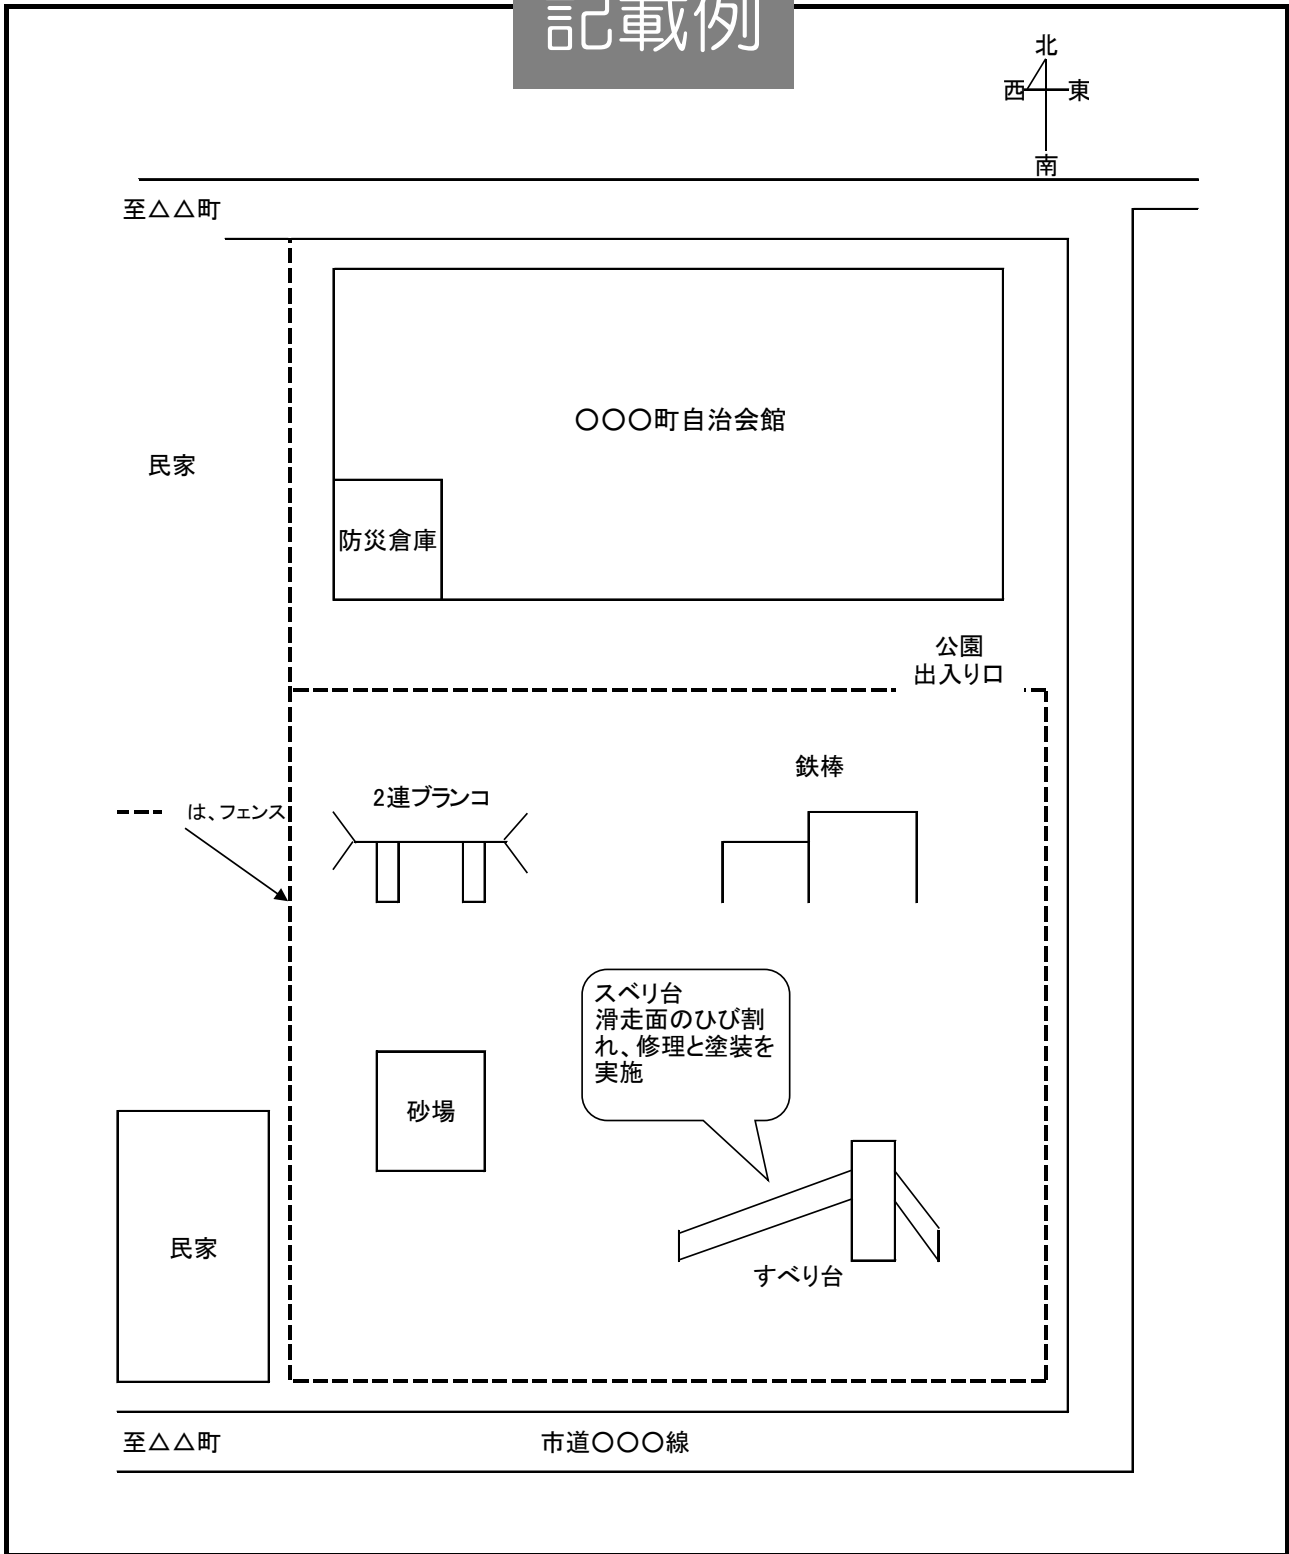 記載例
北
西
東
南
至△△町
〇〇〇町自治会館
民家
防災倉庫
公園
出入り口
鉄棒
2連ブランコ
は、フェンス
スベリ台
滑走面のひび割
れ、修理と塗装を
実施
砂場
民家
すべり台
至△△町
市道〇〇〇線